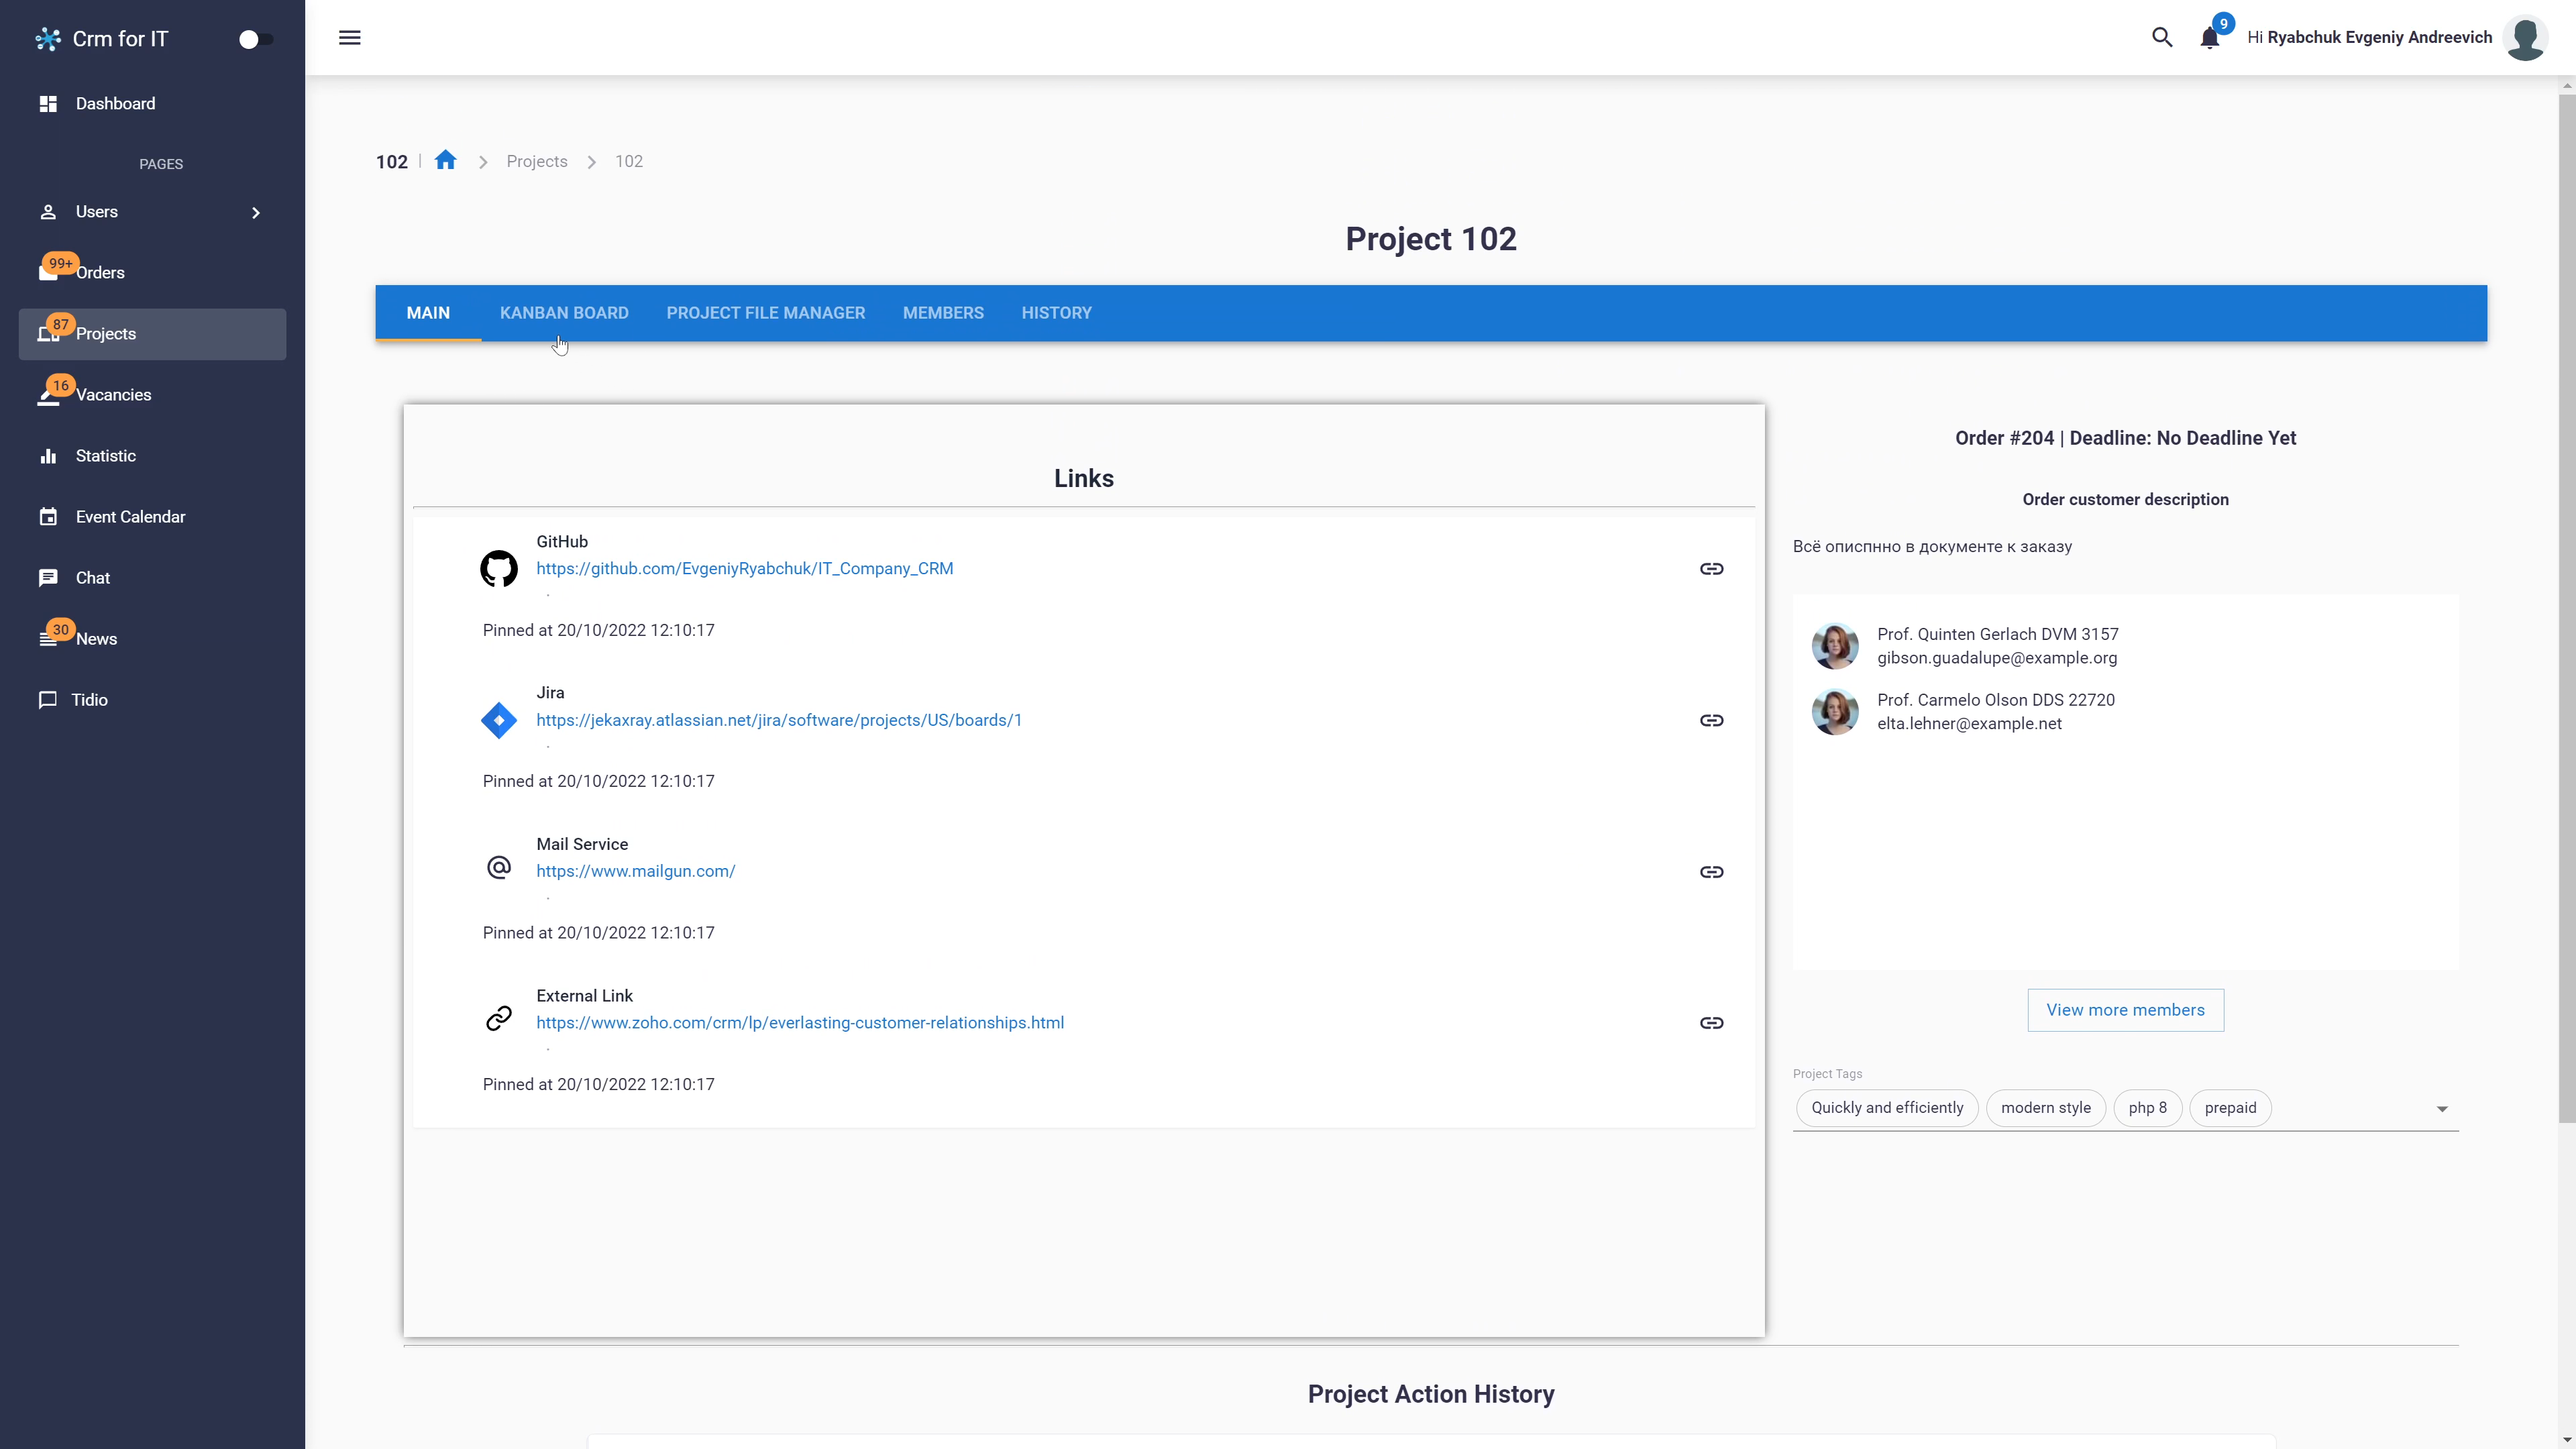 Crm for IT
Dashboard
PAGES
Users
99+
Orders
87
Projects
16
Vacancies
Statistic
Event Calendar
Chat
30
News
Tidio
9
Hi Ryabchuk Evgeniy Andreevich
102 | Projects 102
Project 102
MAIN KANBAN BOARD PROJECT FILE MANAGER MEMBERS HISTORY
Links
GitHub
https://github.com/EvgeniyRyabchuk/IT_Company_CRM
.
Pinned at 20/10/2022 12:10:17
Jira
https://jekaxray.atlassian.net/jira/software/projects/US/boards/1
.
Pinned at 20/10/2022 12:10:17
Mail Service
https://www.mailgun.com/
.
Pinned at 20/10/2022 12:10:17
External Link
https://www.zoho.com/crm/lp/everlasting-customer-relationships.html
.
Pinned at 20/10/2022 12:10:17
Order #204 | Deadline: No Deadline Yet
Order customer description
Всё описпнно в документе к заказу
Prof. Quinten Gerlach DVM 3157
gibson.guadalupe@example.org
Prof. Carmelo Olson DDS 22720
elta.lehner@example.net
View more members
Project Tags
Quickly and efficiently modern style php 8 prepaid
Project Action History